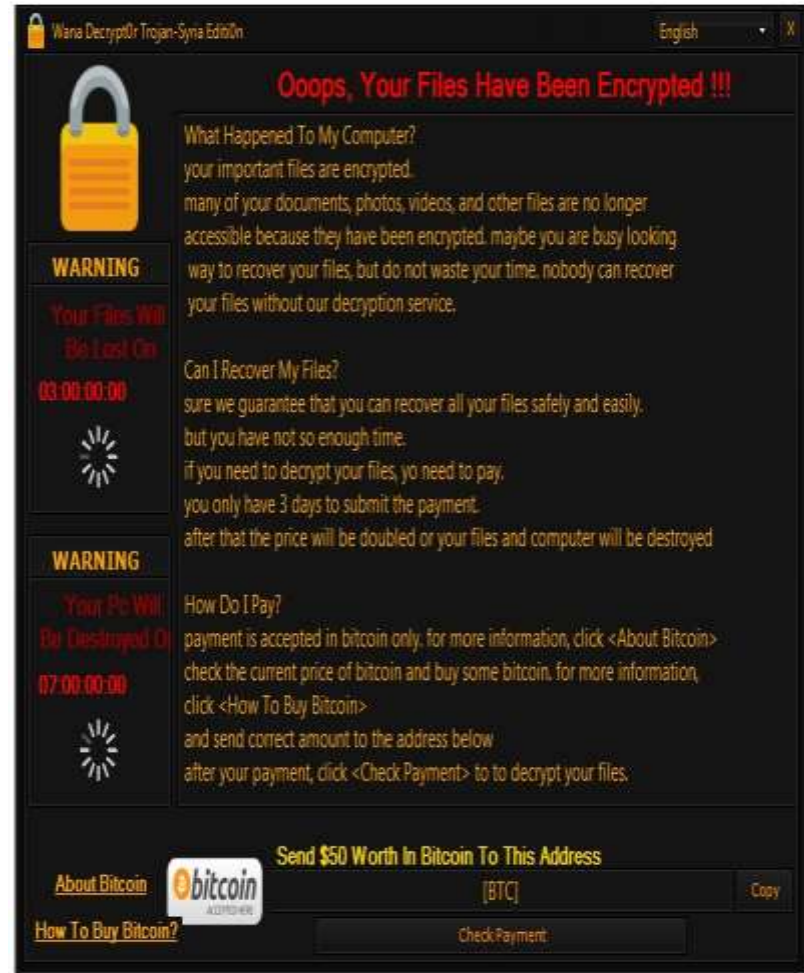 Wana Decrypt0r Trojan-Syria Editi0n
English
X
Ooops, Your Files Have Been Encrypted !!!
What Happened To My Computer?
your important files are encrypted.
many of your documents, photos, videos, and other files are no longer
accessible because they have been encrypted. maybe you are busy looking
way to recover your files, but do not waste your time. nobody can recover
your files without our decryption service.
WARNING
Your Files Will
Be Lost On
03:00:00:00
Can I Recover My Files?
sure we guarantee that you can recover all your files safely and easily.
but you have not so enough time.
if you need to decrypt your files, yo need to pay.
you only have 3 days to submit the payment.
after that the price will be doubled or your files and computer will be destroyed
WARNING
Your Pc Will
Be Destroyed O
07:00:00:00
How Do I Pay?
payment is accepted in bitcoin only. for more information, click <About Bitcoin>
check the current price of bitcoin and buy some bitcoin. for more information,
click <How To Buy Bitcoin>
and send correct amount to the address below
after your payment, click <Check Payment> to to decrypt your files.
Send $50 Worth In Bitcoin To This Address
About Bitcoin
bitcoin
ACCEPTED HERE
[BTC]
Copy
How To Buy Bitcoin?
Check Payment